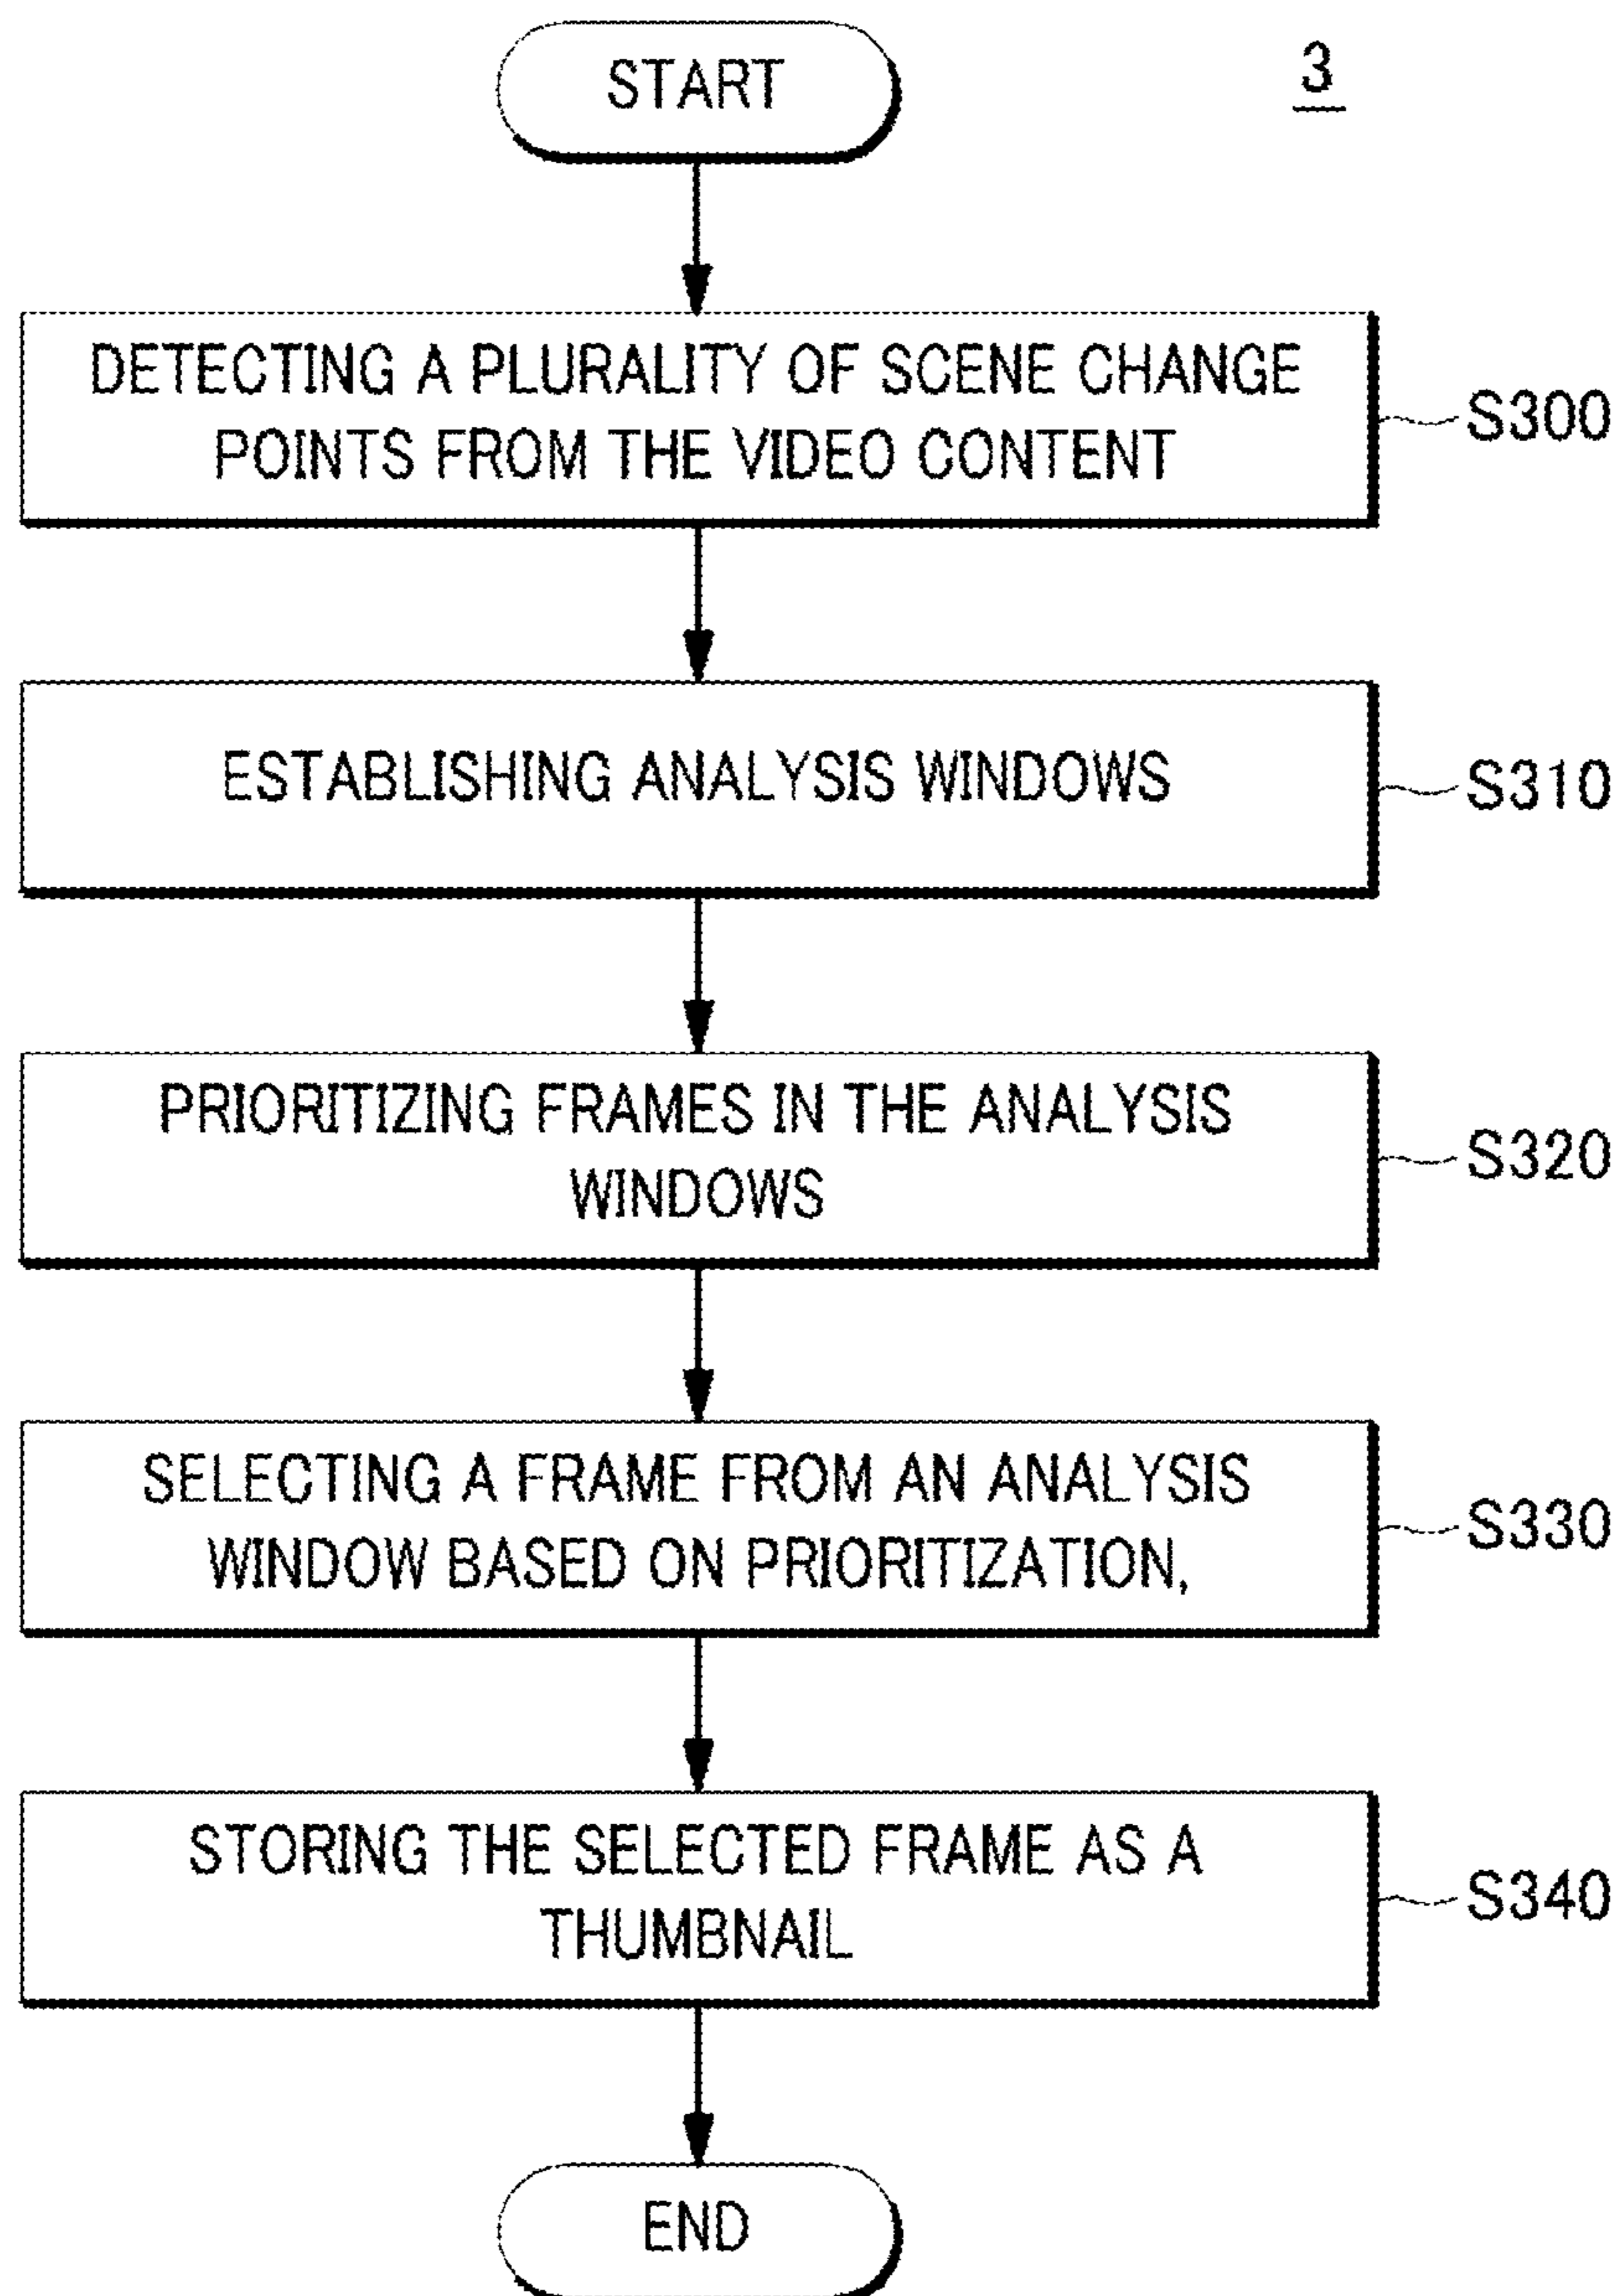 START
3
DETECTING A PLURALITY OF SCENE CHANGE
POINTS FROM THE VIDEO CONTENT
S300
ESTABLISHING ANALYSIS WINDOWS
S310
PRIORITIZING FRAMES IN THE ANALYSIS
WINDOWS
S320
SELECTING A FRAME FROM AN ANALYSIS
WINDOW BASED ON PRIORITIZATION,
S330
STORING THE SELECTED FRAME AS A
THUMBNAIL
S340
END